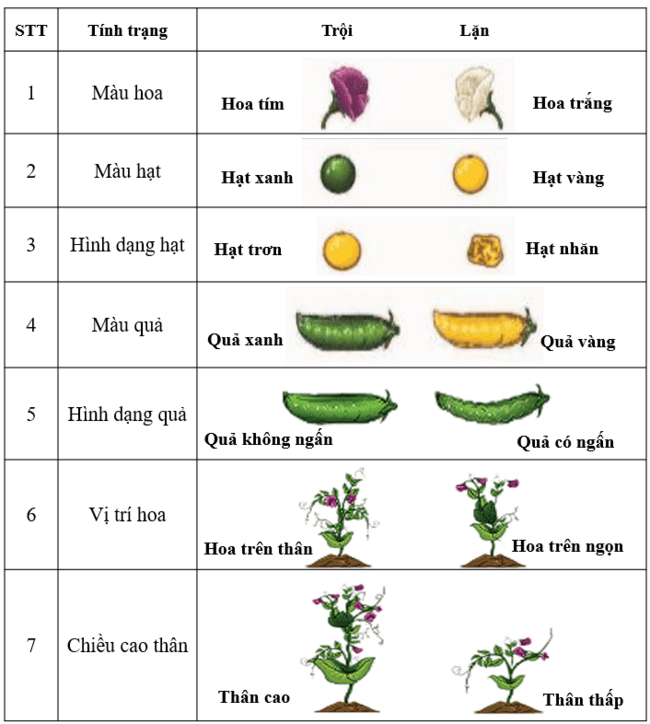 STT Tính trạng Trội Lặn
1 Màu hoa Hoa tím Hoa trắng
2 Màu hạt Hạt xanh Hạt vàng
3 Hình dạng hạt Hạt trơn Hạt nhăn
4 Màu quả Quả xanh Quả vàng
5 Hình dạng quả Quả không ngấn Quả có ngấn
6 Vị trí hoa Hoa trên thân Hoa trên ngọn
7 Chiều cao thân Thân cao Thân thấp